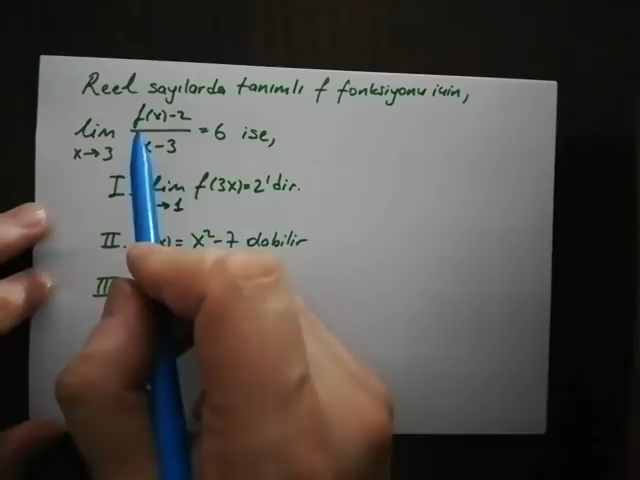 Reel sayılarda tanımlı f fonksiyonu için,
lim x→3 f(x)-2 / x-3 = 6 ise,
I. lim →1 f(3x)=2'dir.
II. x)= x²-7 olabilir
III